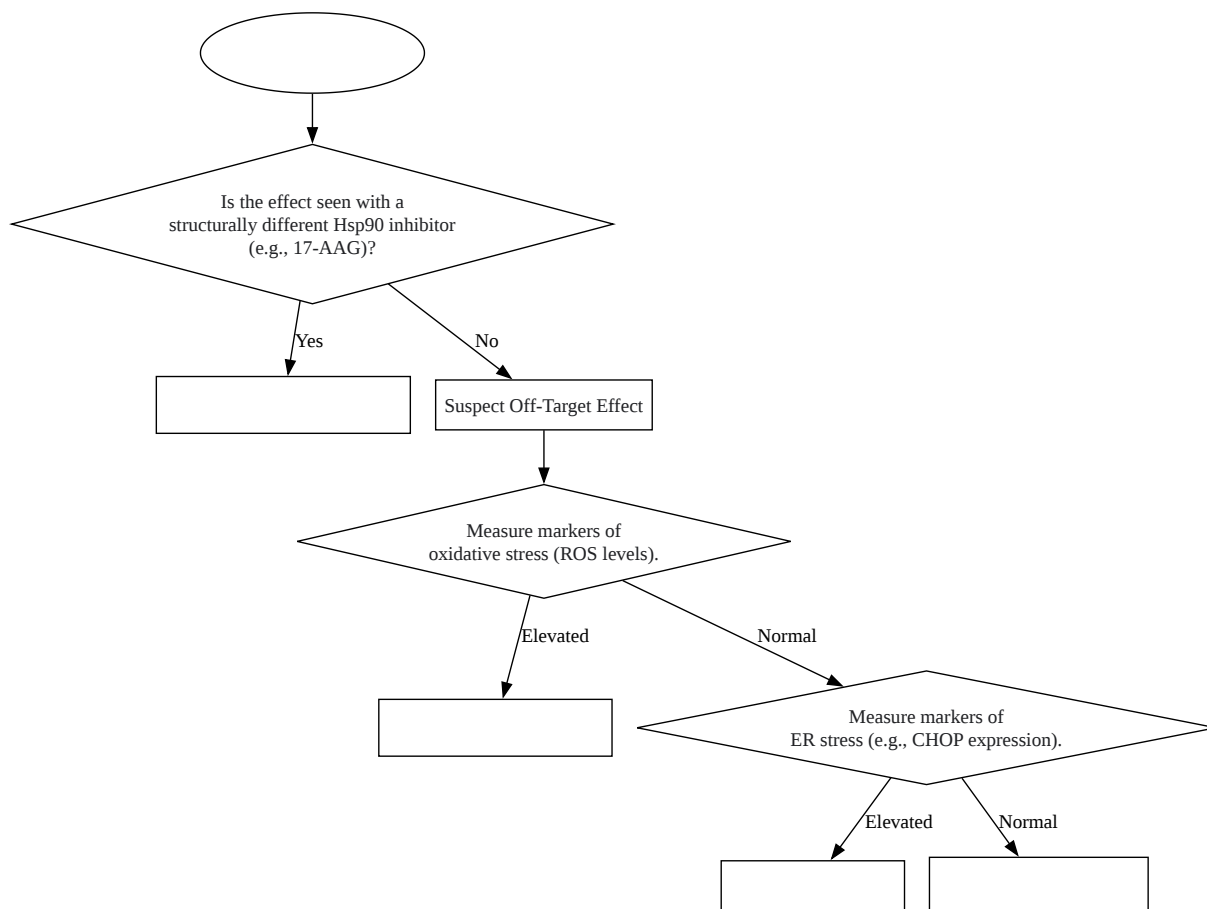 Is the effect seen with a
structurally different Hsp90 inhibitor
(e.g., 17-AAG)?
Yes
No
Suspect Off-Target Effect
Measure markers of
oxidative stress (ROS levels).
Elevated
Normal
Measure markers of
ER stress (e.g., CHOP expression).
Elevated
Normal